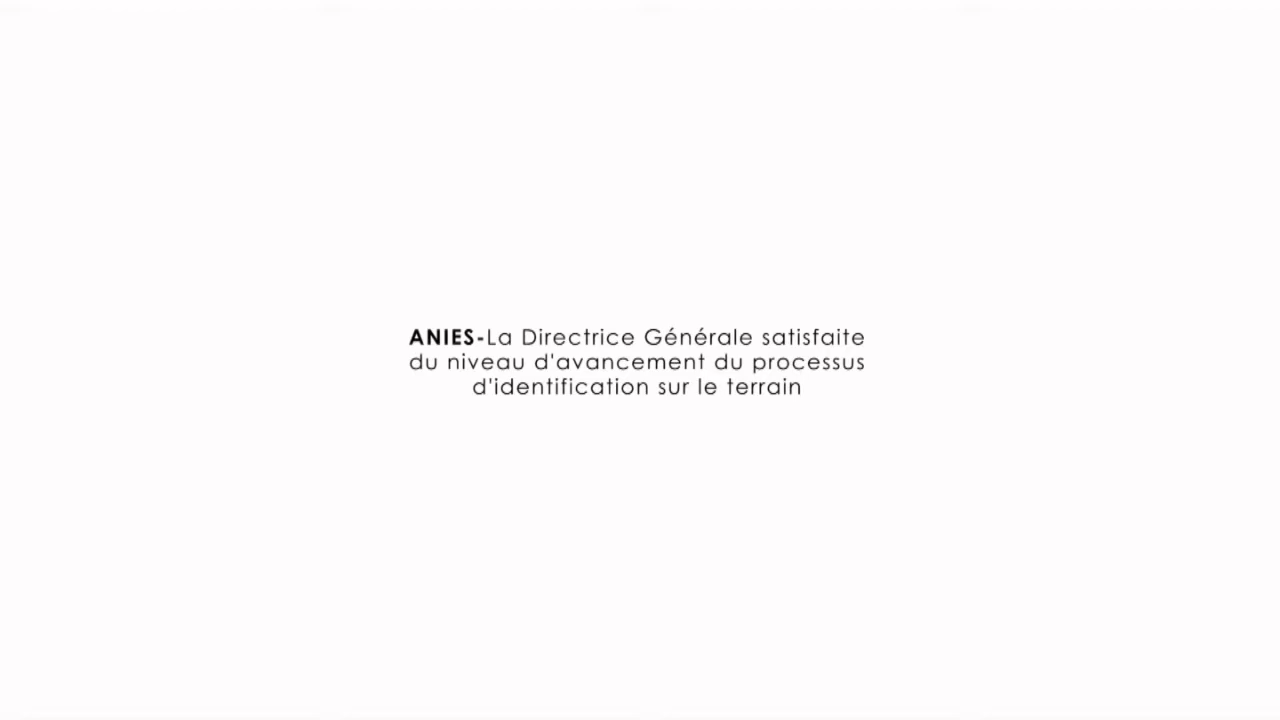 ANIES-La Directrice Générale satisfaite
du niveau d'avancement du processus
d'identification sur le terrain